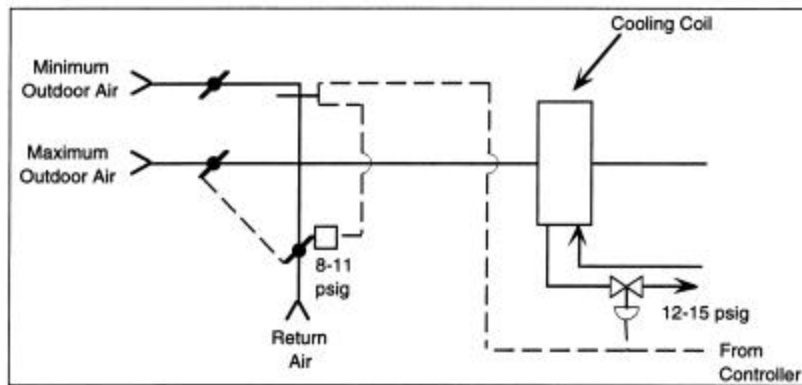 Cooling Coil
Minimum
Outdoor Air
Maximum
Outdoor Air
8-11
psig
12-15 psig
Return
Air
From
Controller